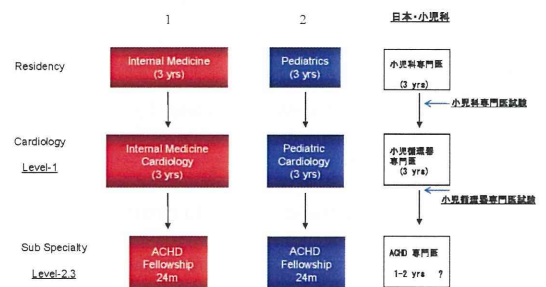 1
2
日本・小児科
Residency
Internal Medicine
(3 yrs)
Pediatrics
(3 yrs)
小児科専門医
(3 yrs)
小児科専門医試験
Cardiology
Level-1
Internal Medicine
Cardiology
(3 yrs)
Pediatric
Cardiology
(3 yrs)
小児循環器
専門医
(3 yrs)
小児循環器専門医試験
Sub Specialty
Level-2.3
ACHD
Fellowship
24m
ACHD
Fellowship
24m
ACHD 専門医
1-2 yrs ?